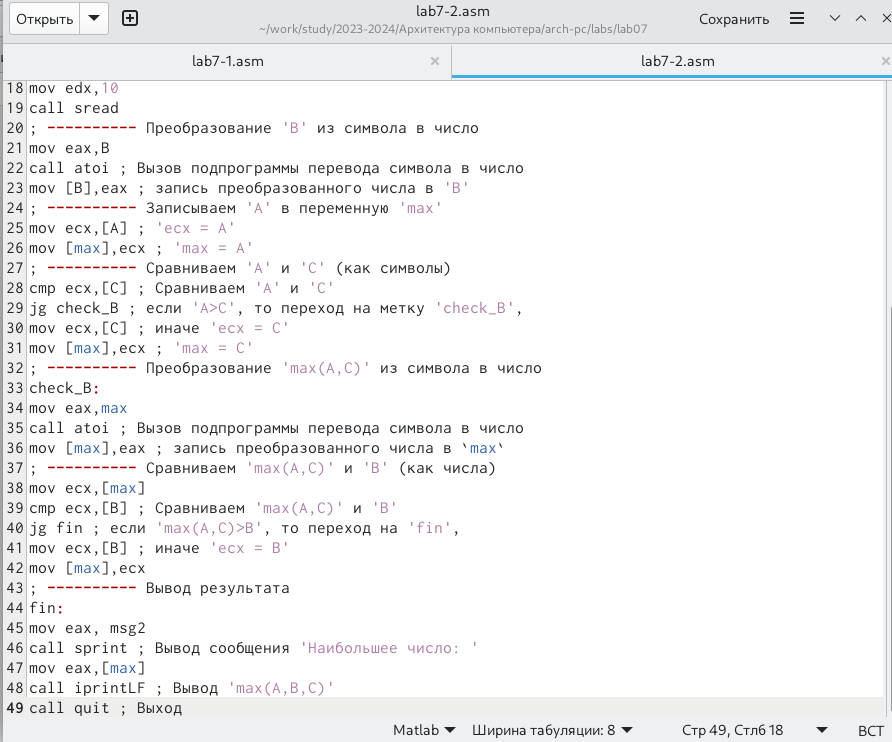 Открыть
lab7-2.asm
~/work/study/2023-2024/Архитектура компьютера/arch-pc/labs/lab07
Сохранить
lab7-1.asm ×
lab7-2.asm ×
18 mov edx,10
19 call sread
20 ; ---------- Преобразование 'B' из символа в число
21 mov eax,B
22 call atoi ; Вызов подпрограммы перевода символа в число
23 mov [B],eax ; запись преобразованного числа в 'B'
24 ; ---------- Записываем 'A' в переменную 'max'
25 mov ecx,[A] ; 'ecx = A'
26 mov [max],ecx ; 'max = A'
27 ; ---------- Сравниваем 'A' и 'С' (как символы)
28 cmp ecx,[C] ; Сравниваем 'A' и 'С'
29 jg check_B ; если 'A>C', то переход на метку 'check_B',
30 mov ecx,[C] ; иначе 'ecx = C'
31 mov [max],ecx ; 'max = C'
32 ; ---------- Преобразование 'max(A,C)' из символа в число
33 check_B:
34 mov eax,max
35 call atoi ; Вызов подпрограммы перевода символа в число
36 mov [max],eax ; запись преобразованного числа в `max`
37 ; ---------- Сравниваем 'max(A,C)' и 'B' (как числа)
38 mov ecx,[max]
39 cmp ecx,[B] ; Сравниваем 'max(A,C)' и 'B'
40 jg fin ; если 'max(A,C)>B', то переход на 'fin',
41 mov ecx,[B] ; иначе 'ecx = B'
42 mov [max],ecx
43 ; ---------- Вывод результата
44 fin:
45 mov eax, msg2
46 call sprint ; Вывод сообщения 'Наибольшее число: '
47 mov eax,[max]
48 call iprintLF ; Вывод 'max(A,B,C)'
49 call quit ; Выход
Matlab Ширина табуляции: 8 Стр 49, Стлб 18 ВСТ